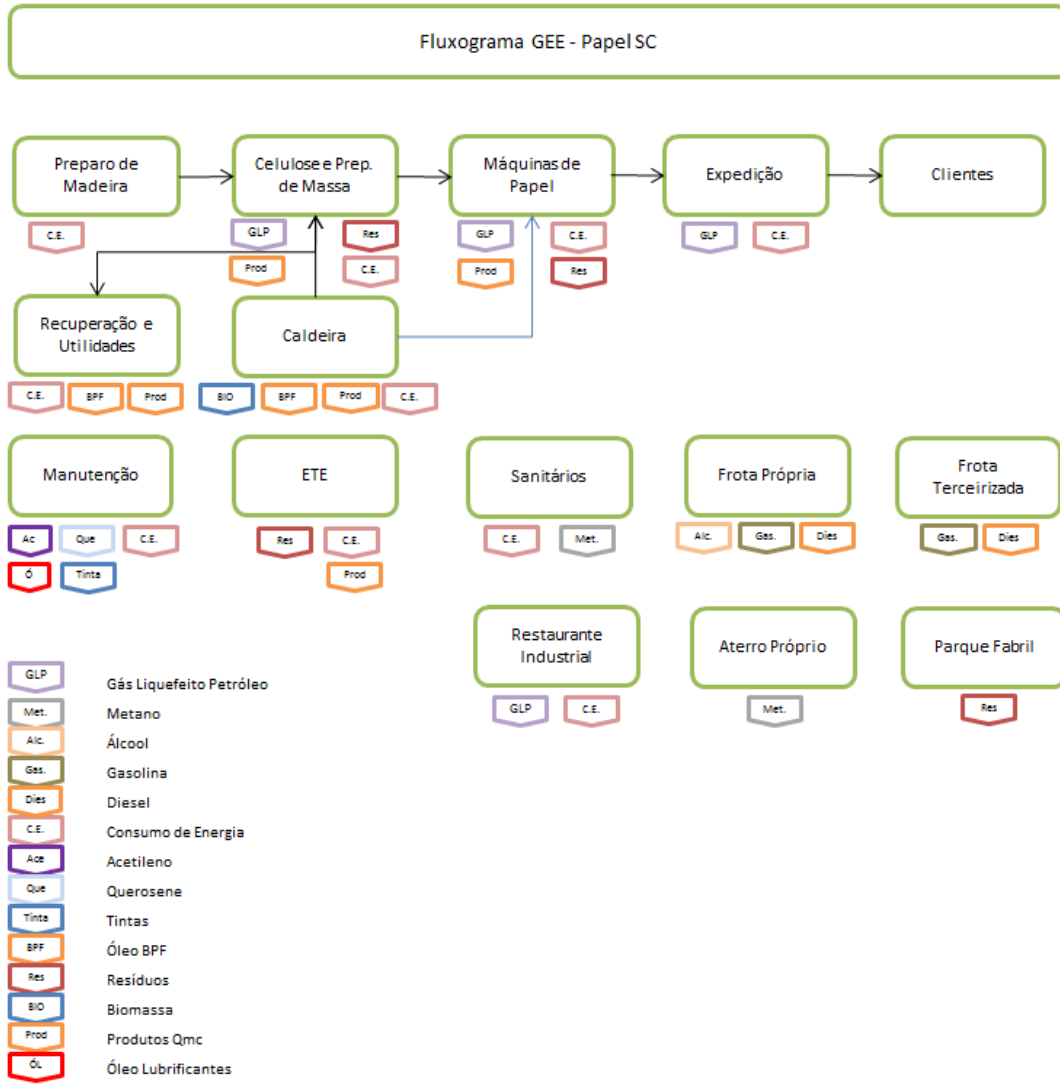 Fluxograma GEE - Papel SC
Preparo de
Madeira
Celulose e Prep.
de Massa
Máquinas de
Papel
Expedição
Clientes
C.E.
GLP
Res
Prod
C.E.
GLP
C.E.
Prod
Res
GLP
C.E.
Recuperação e
Utilidades
Caldeira
C.E.
BPF
Prod
BIO
BPF
Prod
C.E.
Manutenção
ETE
Sanitários
Frota Própria
Frota
Terceirizada
Ac
Que
C.E.
Ó
Tinta
Res
C.E.
Prod
C.E.
Met.
Alc.
Gas.
Dies
Gas.
Dies
Restaurante
Industrial
Aterro Próprio
Parque Fabril
GLP
C.E.
Met.
Res
GLP Gás Liquefeito Petróleo
Met. Metano
Alc. Álcool
Gas. Gasolina
Dies Diesel
C.E. Consumo de Energia
Ace Acetileno
Que Querosene
Tinta Tintas
BPF Óleo BPF
Res Resíduos
BIO Biomassa
Prod Produtos Qmc
ÓL Óleo Lubrificantes